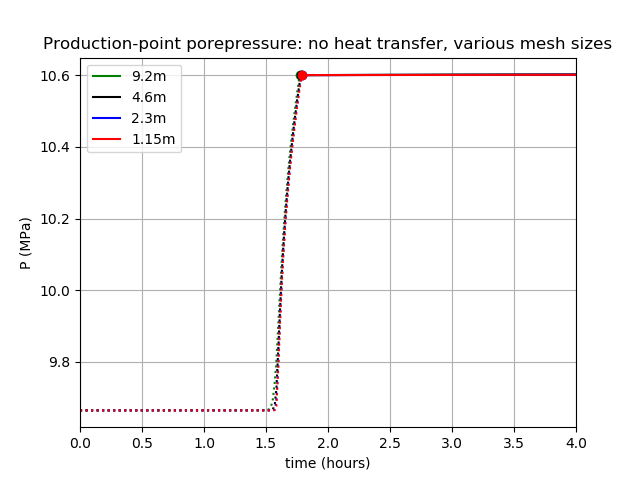 Production-point porepressure: no heat transfer, various mesh sizes
9.2m
4.6m
2.3m
1.15m
10.6
10.4
10.2
10.0
9.8
P (MPa)
0.0 0.5 1.0 1.5 2.0 2.5 3.0 3.5 4.0
time (hours)